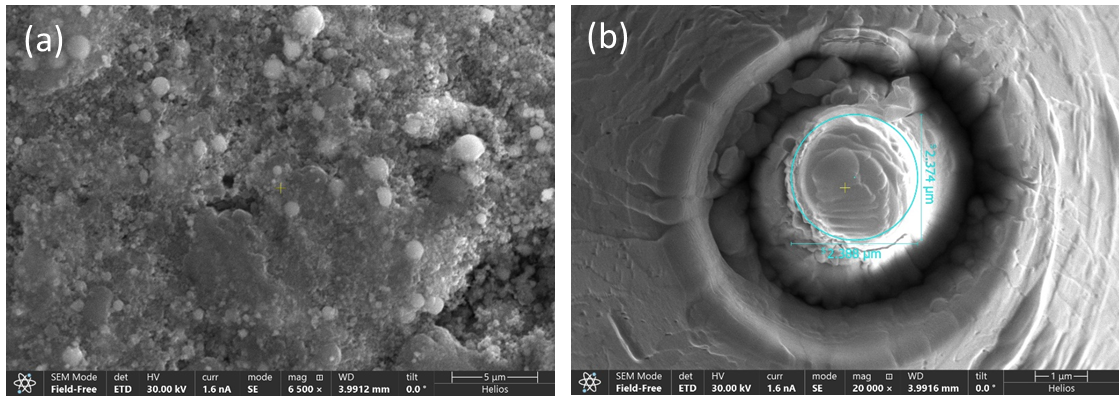 (a)
SEM Mode det HV curr mode mag WD tilt 5 µm
Field-Free ETD 30.00 kV 1.6 nA SE 6 500 × 3.9912 mm 0.0 ° Helios
(b)
2.374 µm
SEM Mode det HV curr mode mag WD tilt 1 µm
Field-Free ETD 30.00 kV 1.6 nA SE 20 000 × 3.9916 mm 0.0 ° Helios